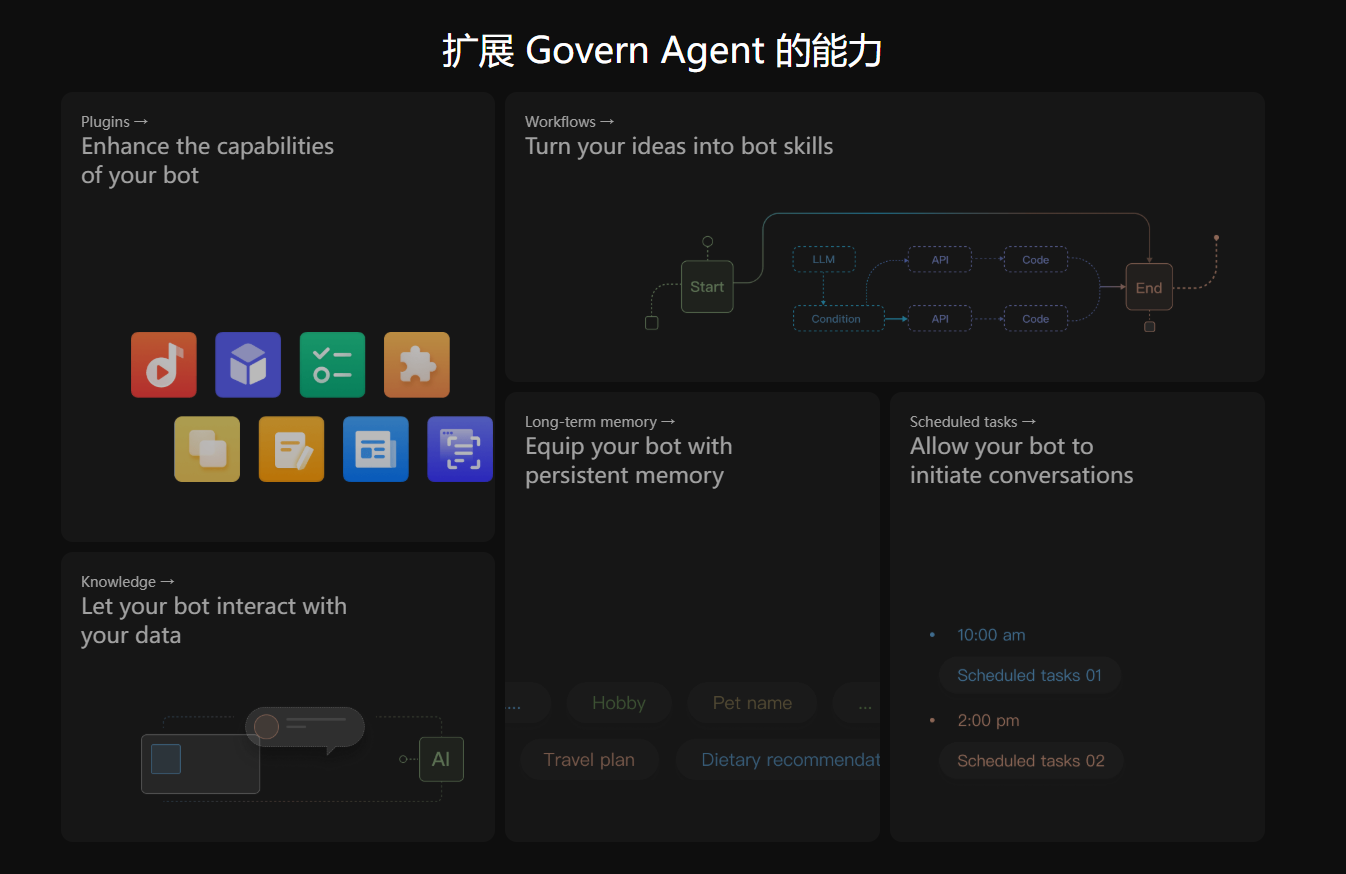 扩展 Govern Agent 的能力
Plugins →
Enhance the capabilities
of your bot
Workflows →
Turn your ideas into bot skills
Start
LLM
API
Code
Condition
API
Code
End
Knowledge →
Let your bot interact with
your data
AI
Long-term memory →
Equip your bot with
persistent memory
...
Hobby
Pet name
...
Travel plan
Dietary recommendat
Scheduled tasks →
Allow your bot to
initiate conversations
• 10:00 am
Scheduled tasks 01
• 2:00 pm
Scheduled tasks 02